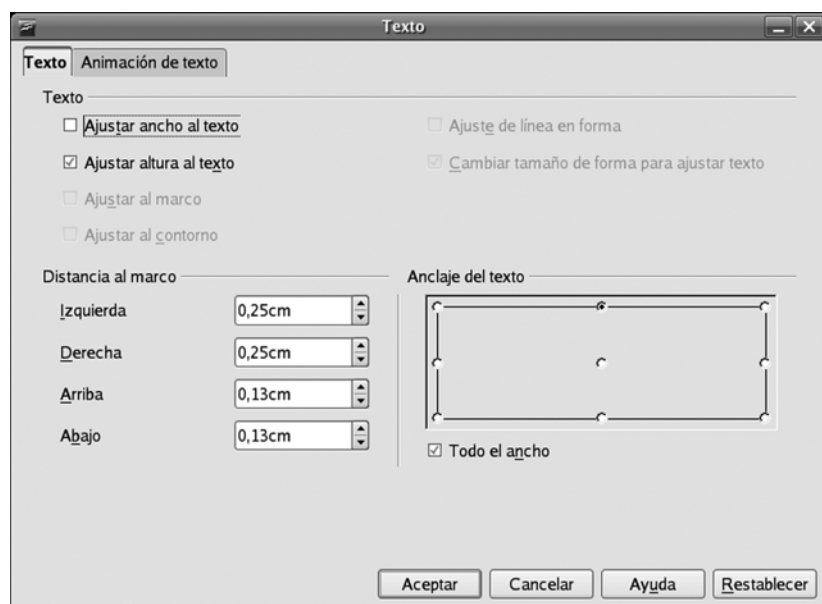 Texto
Texto Animación de texto
Texto
Ajustar ancho al texto
Ajuste de línea en forma
Ajustar altura al texto
Cambiar tamaño de forma para ajustar texto
Ajustar al marco
Ajustar al contorno
Distancia al marco
Anclaje del texto
Izquierda 0,25cm
Derecha 0,25cm
Arriba 0,13cm
Abajo 0,13cm
Todo el ancho
Aceptar Cancelar Ayuda Restablecer